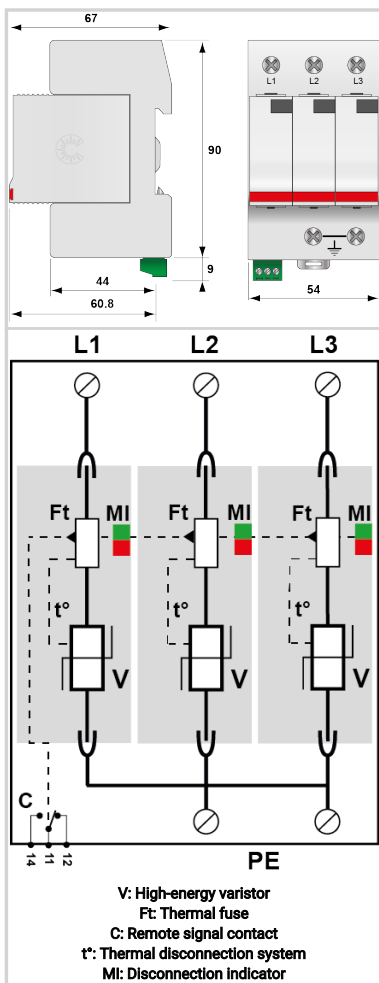 67
L1 L2 L3
90
44
9
60.8
54
L1 L2 L3
Ft MI Ft MI Ft MI
t° t° t°
V V V
C
14 11 12
PE
V: High-energy varistor
Ft: Thermal fuse
C: Remote signal contact
t°: Thermal disconnection system
MI: Disconnection indicator